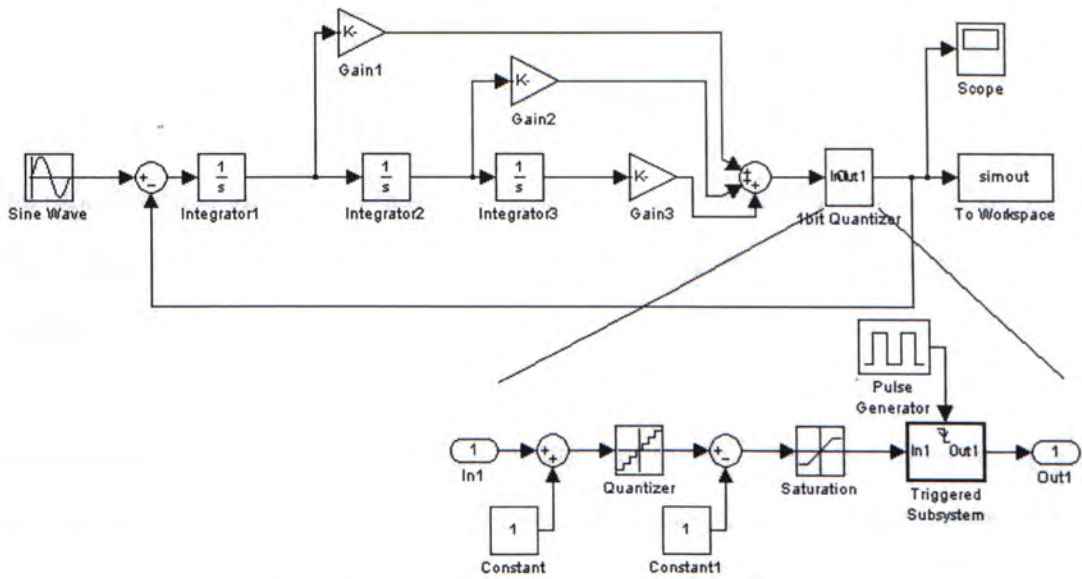 K-
Gain1
K-
Gain2
Scope
Sine Wave
1
s
Integrator1
1
s
Integrator2
1
s
Integrator3
K-
Gain3
In1
Out1
1bit Quantizer
simout
To Workspace
Pulse
Generator
1
In1
Quantizer
Saturation
In1
Out1
Triggered
Subsystem
1
Out1
1
Constant
1
Constant1